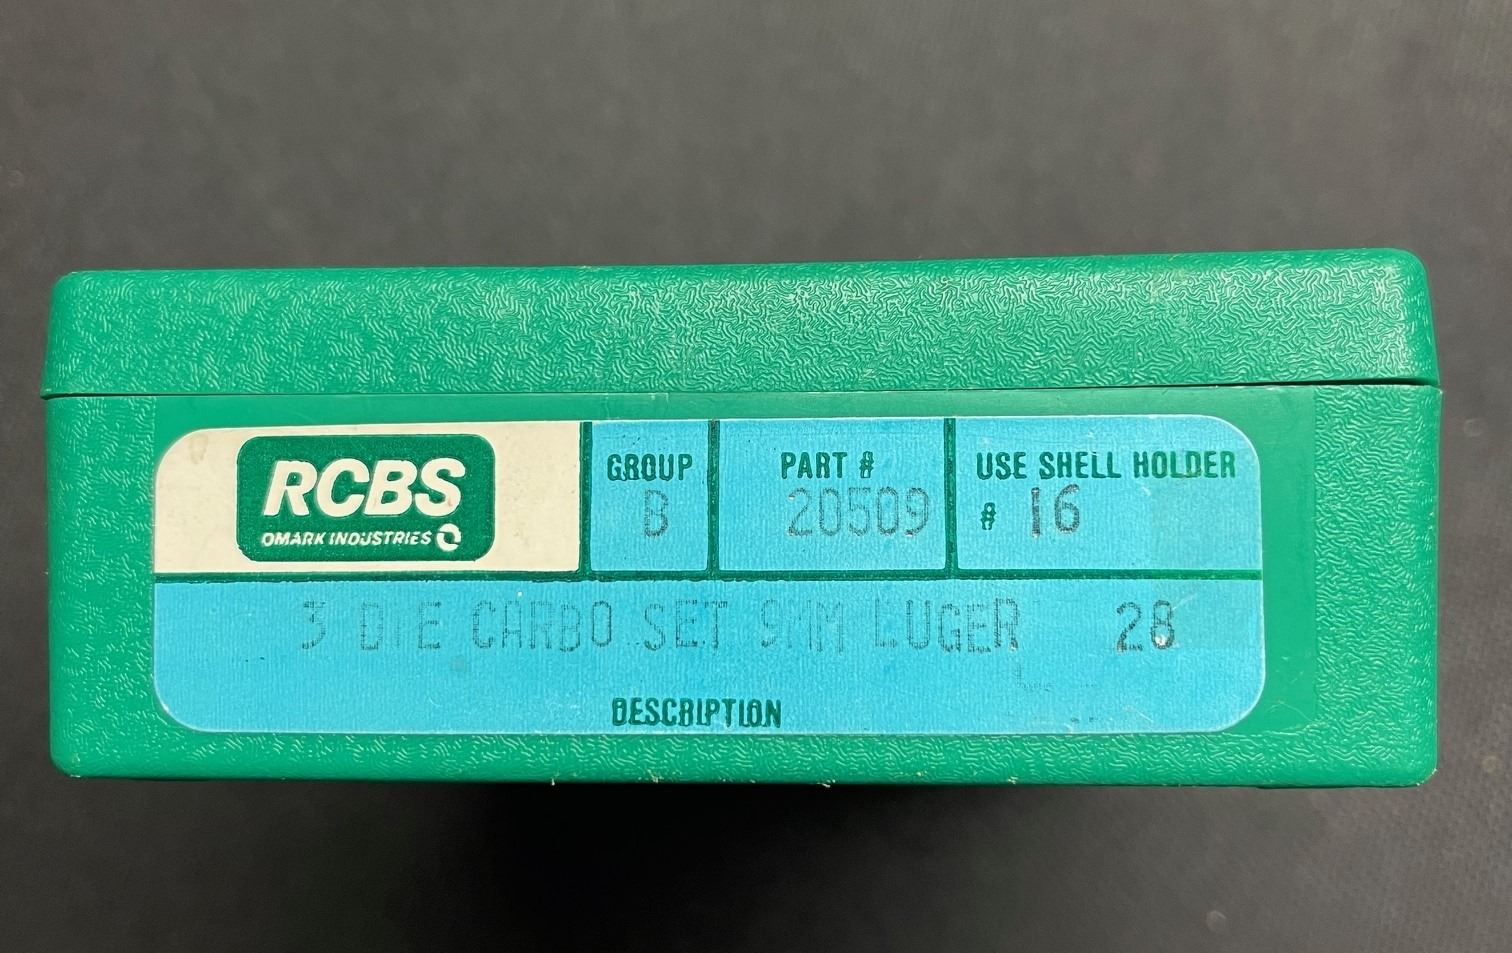 RCBS
OMARK INDUSTRIES
GROUP
B
PART #
20509
USE SHELL HOLDER
# 16
3 DIE CARBO SET 9MM LUGER 28
DESCRIPTION